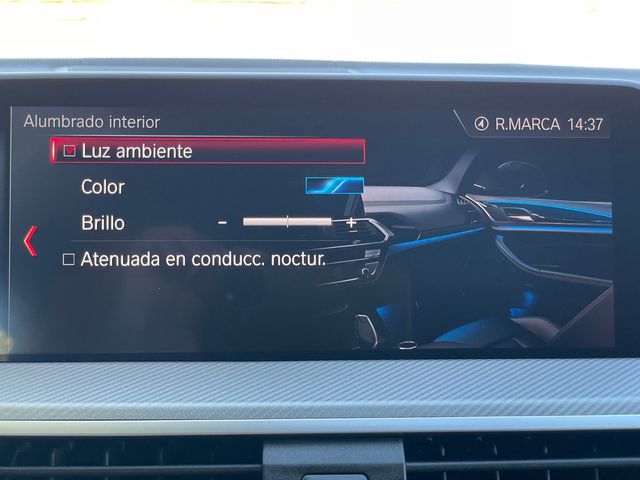 Alumbrado interior
R.MARCA 14:37
Luz ambiente
Color
Brillo - +
Atenuada en conducc. noctur.